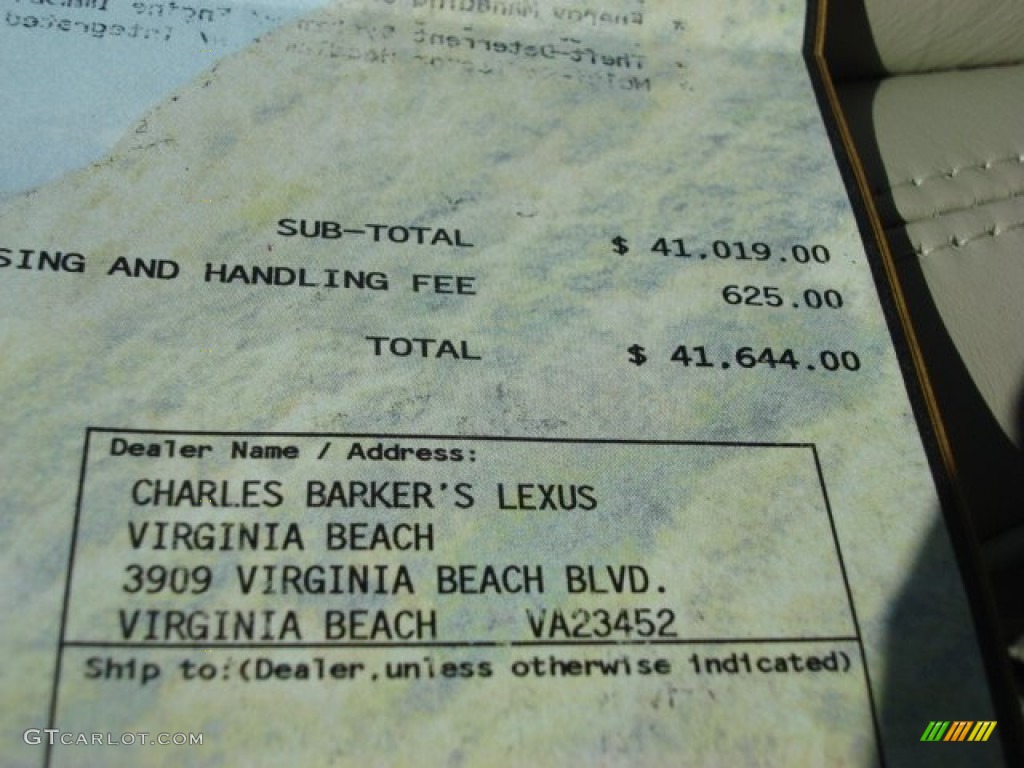 SUB-TOTAL $ 41,019.00
SING AND HANDLING FEE 625.00
TOTAL $ 41,644.00
Dealer Name / Address:
CHARLES BARKER'S LEXUS
VIRGINIA BEACH
3909 VIRGINIA BEACH BLVD.
VIRGINIA BEACH VA23452
Ship to:(Dealer,unless otherwise indicated)
GTCARLOT.COM